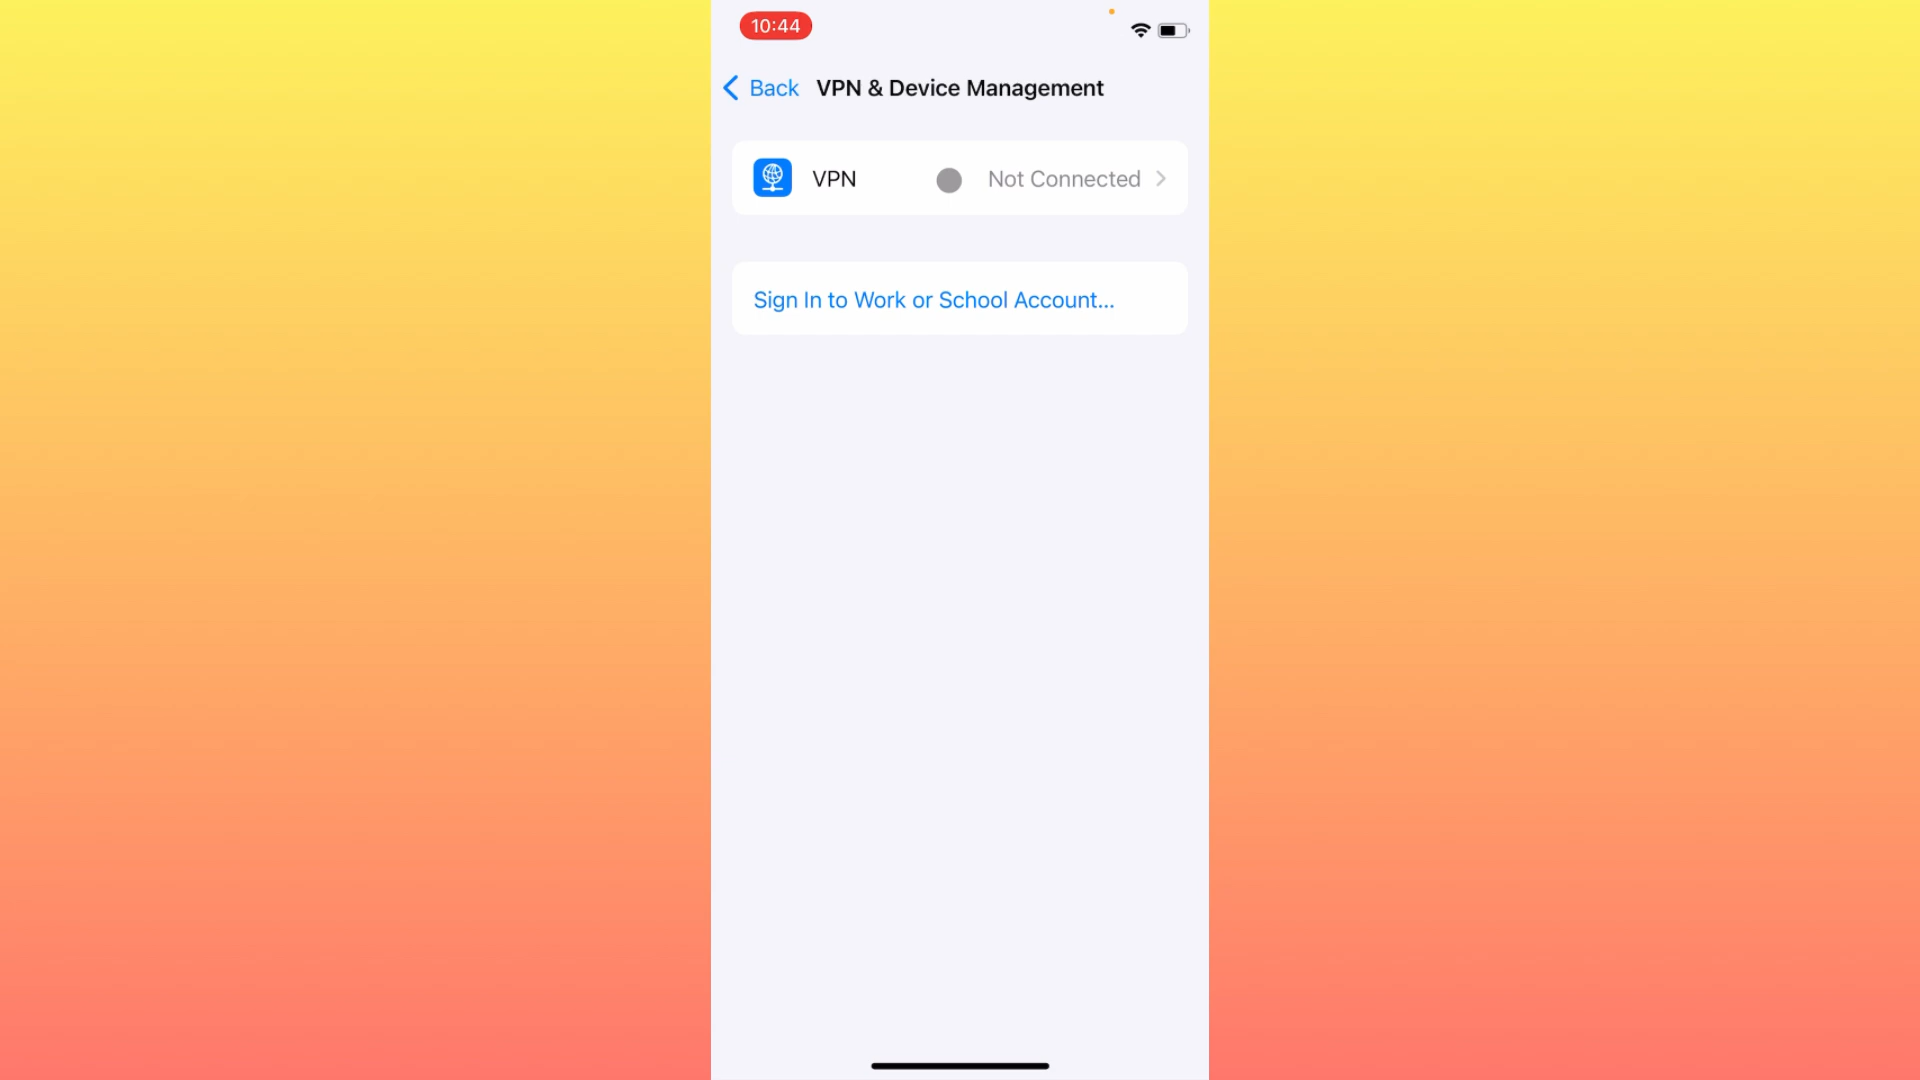 10:44
Back VPN & Device Management
VPN Not Connected
Sign In to Work or School Account...